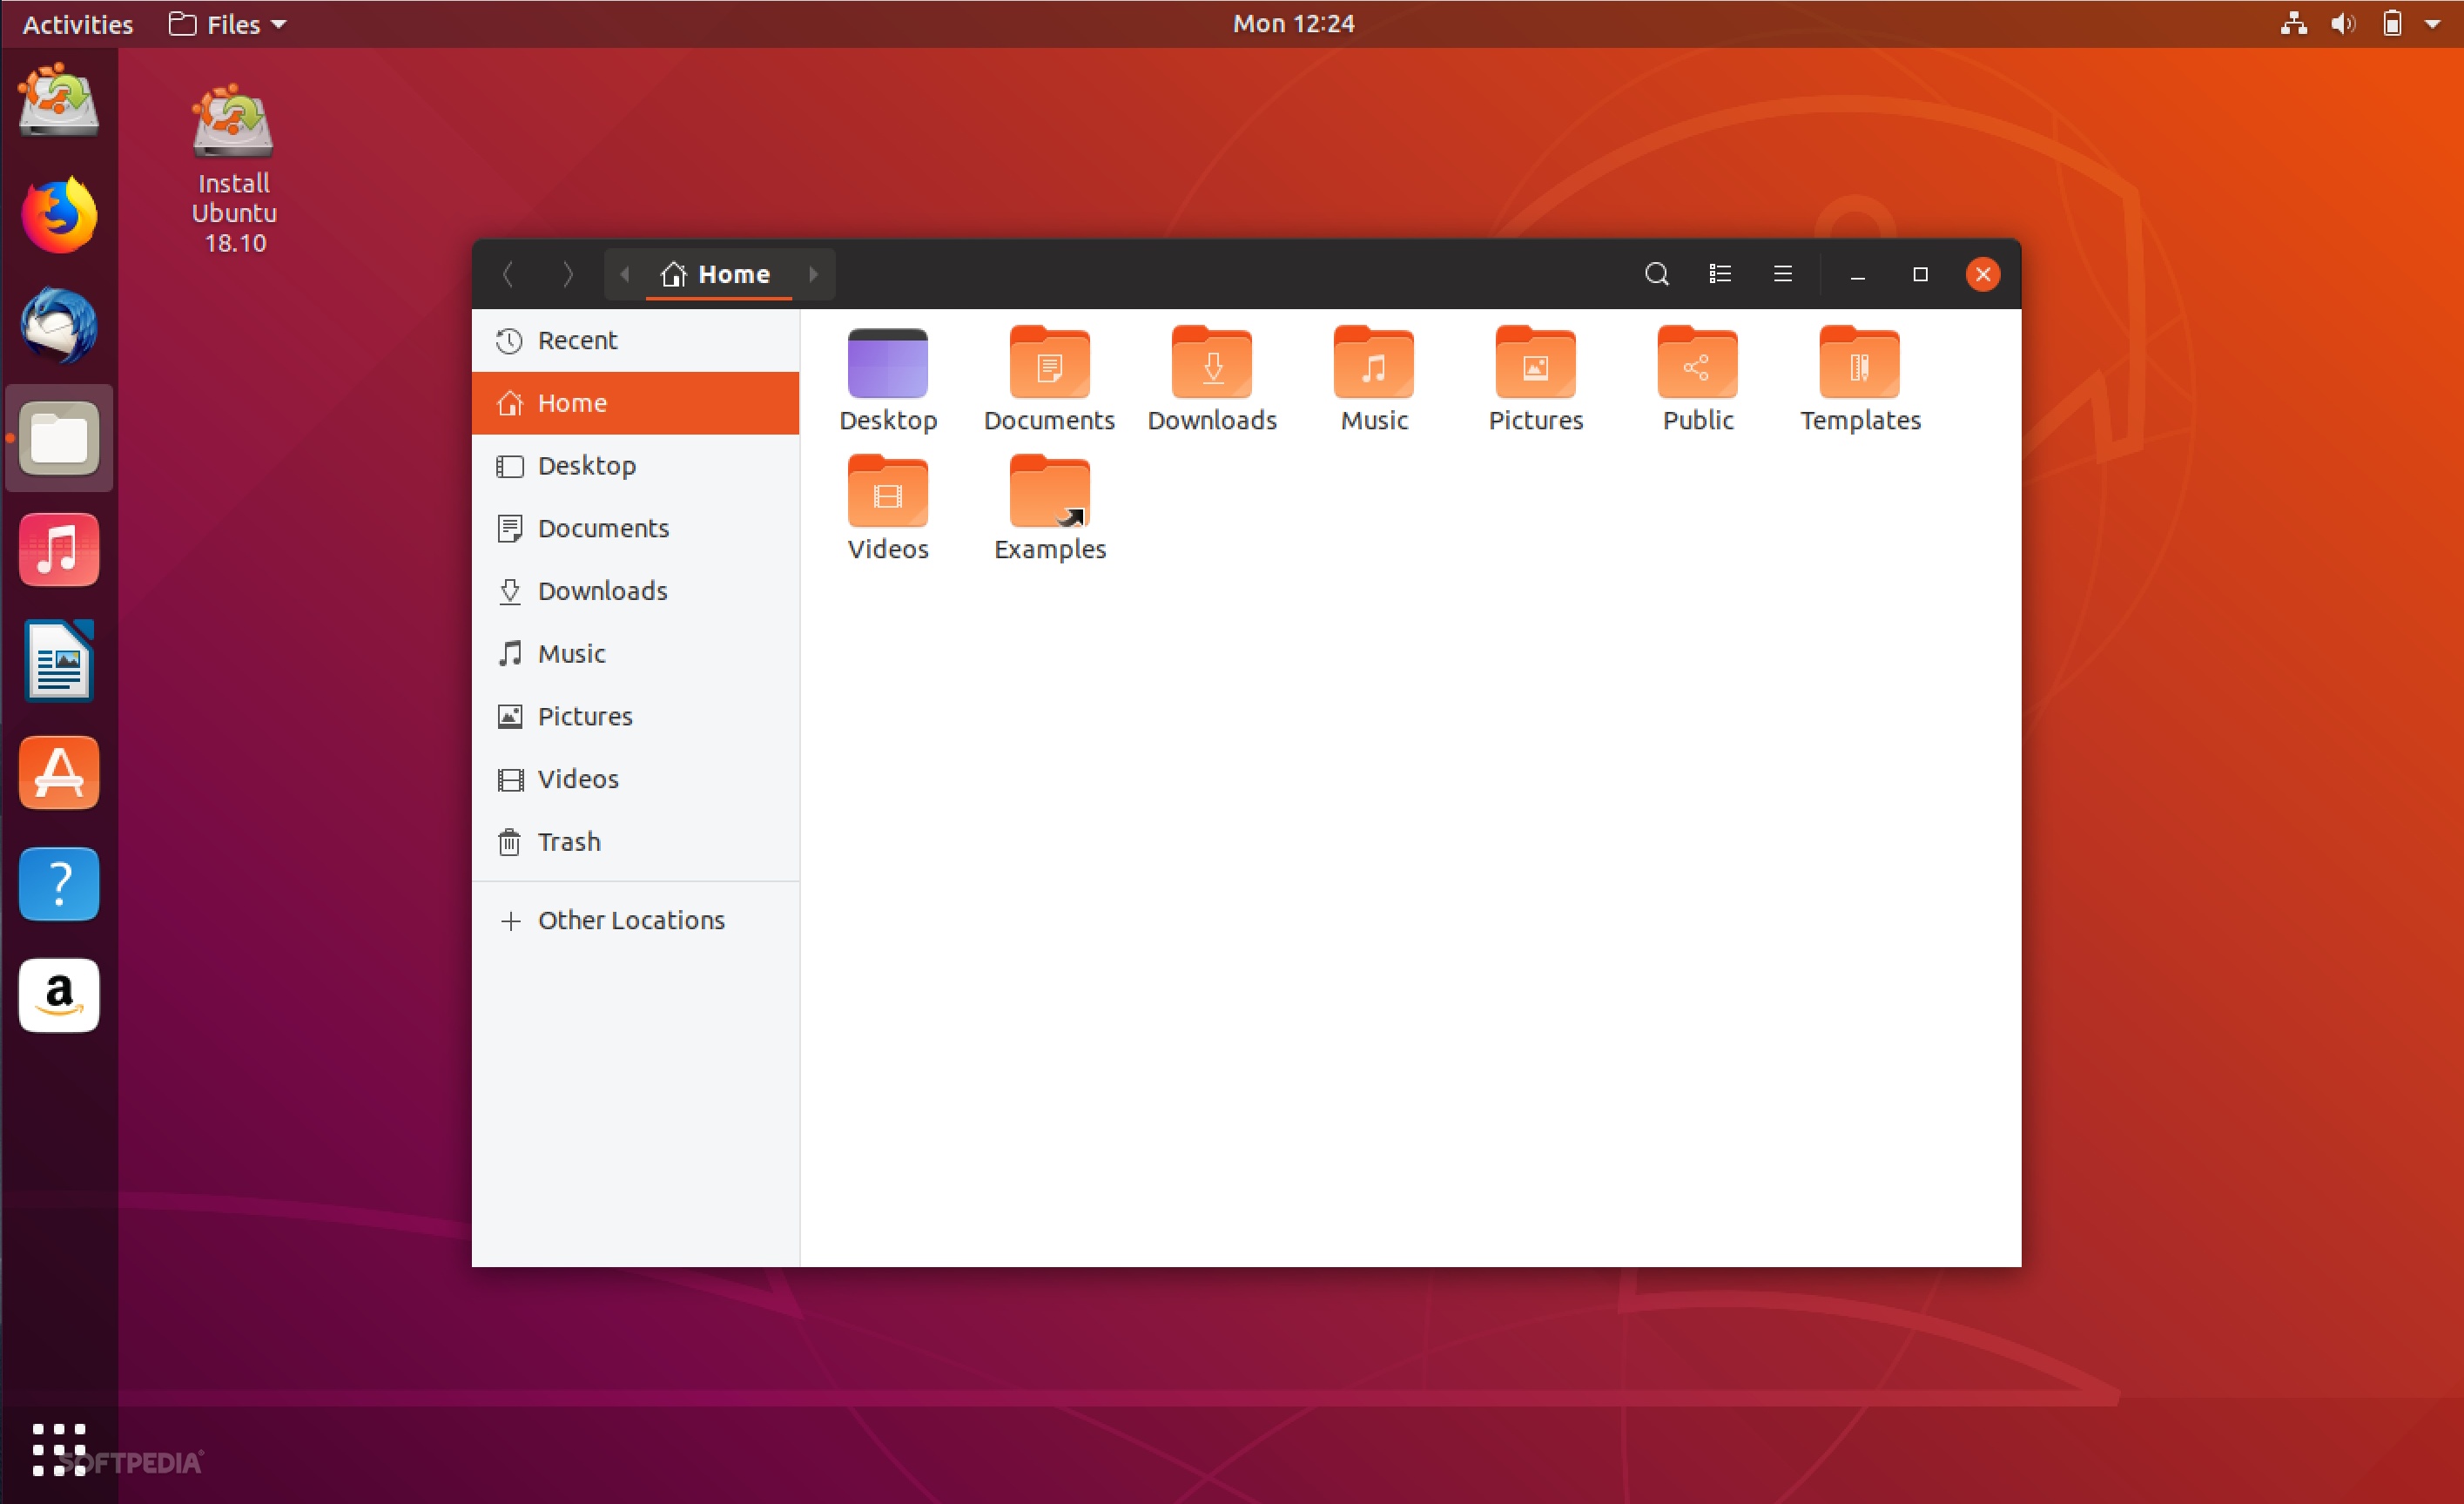 Activities
Files
Mon 12:24
Install
Ubuntu
18.10
Home
Recent
Home
Desktop
Documents
Downloads
Music
Pictures
Videos
Trash
Other Locations
Desktop
Documents
Downloads
Music
Pictures
Public
Templates
Videos
Examples
?
a
SOFTPEDIA®